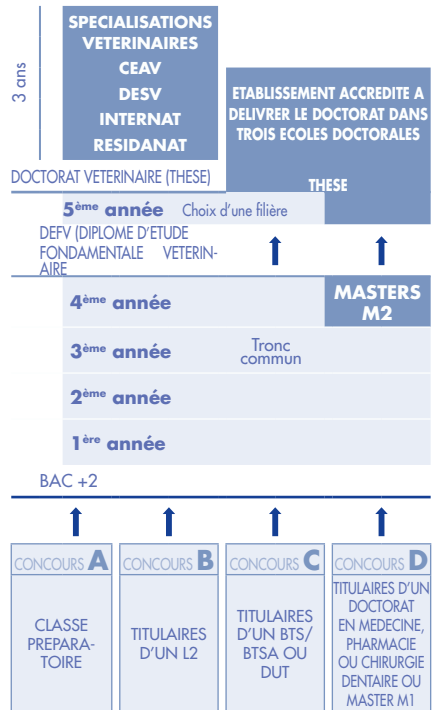 3 ans
SPECIALISATIONS
VETERINAIRES
CEAV
DESV
INTERNAT
RESIDANAT
ETABLISSEMENT ACCREDITE A
DELIVRER LE DOCTORAT DANS
TROIS ECOLES DOCTORALES
THESE
DOCTORAT VETERINAIRE (THESE)
5ème année Choix d'une filière
DEFV (DIPLOME D'ETUDE
FONDAMENTALE VETERIN-
AIRE
4ème année
MASTERS
M2
3ème année
Tronc
commun
2ème année
1ère année
BAC +2
CONCOURS A
CLASSE
PREPARA-
TOIRE
CONCOURS B
TITULAIRES
D'UN L2
CONCOURS C
TITULAIRES
D'UN BTS/
BTSA OU
DUT
CONCOURS D
TITULAIRES D'UN
DOCTORAT
EN MEDECINE,
PHARMACIE
OU CHIRURGIE
DENTAIRE OU
MASTER M1